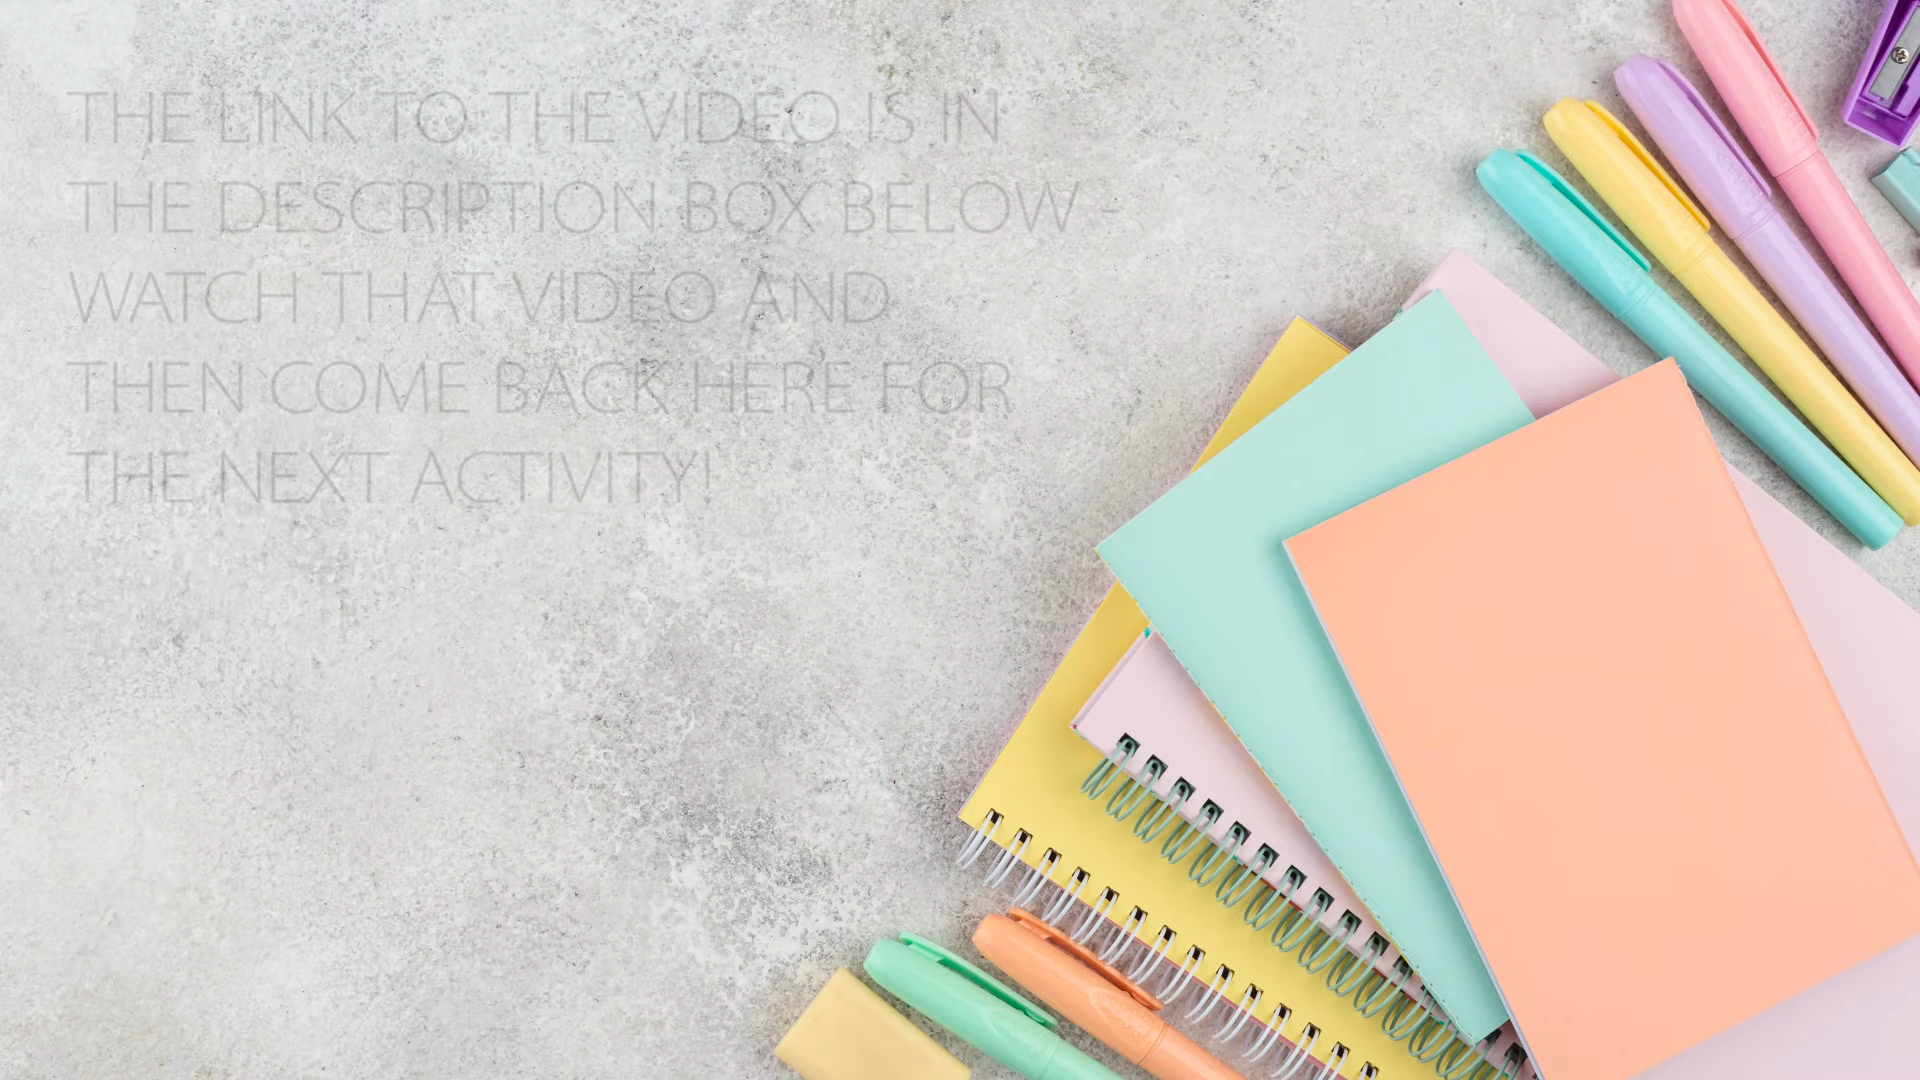 THE LINK TO THE VIDEO IS IN
THE DESCRIPTION BOX BELOW -
WATCH THAT VIDEO AND
THEN COME BACK HERE FOR
THE NEXT ACTIVITY!